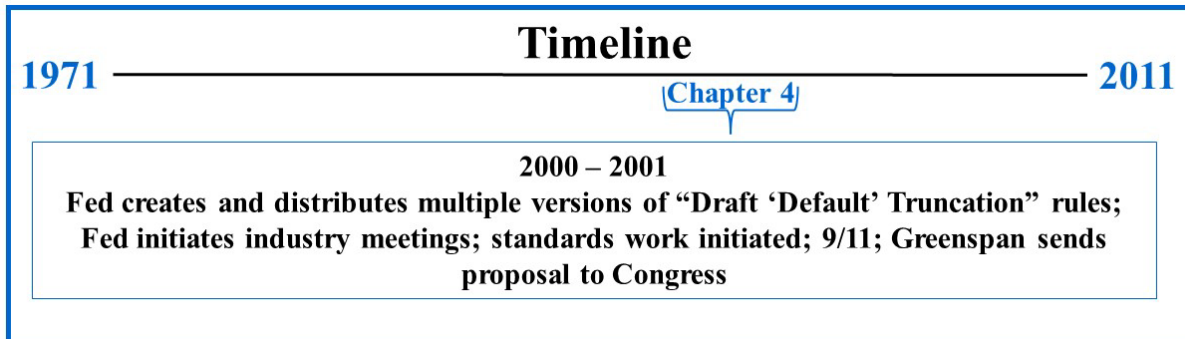 Timeline
1971
2011
Chapter 4
2000 – 2001
Fed creates and distributes multiple versions of “Draft ‘Default’ Truncation” rules;
Fed initiates industry meetings; standards work initiated; 9/11; Greenspan sends
proposal to Congress